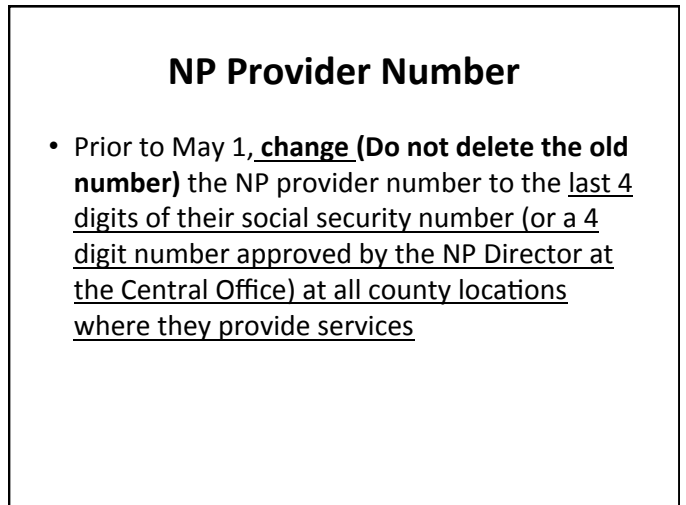 NP Provider Number
• Prior to May 1, change (Do not delete the old
number) the NP provider number to the last 4
digits of their social security number (or a 4
digit number approved by the NP Director at
the Central Office) at all county locations
where they provide services